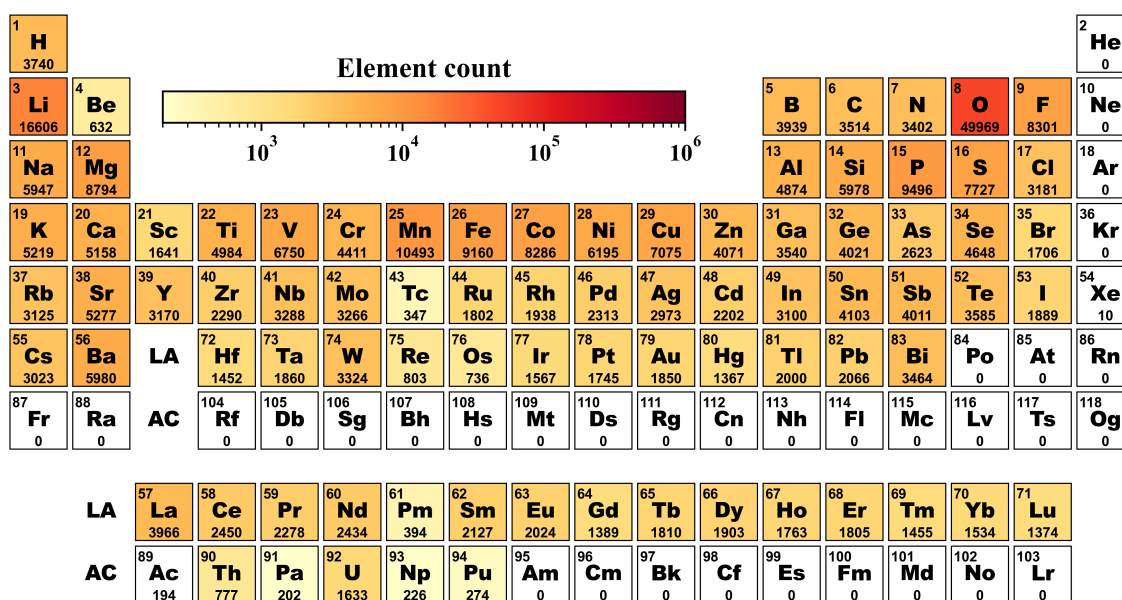 1 2
H He
3740 0
Element count
3 4 5 6 7 8 9 10
Li Be B C N O F Ne
16606 632 3939 3514 3402 49969 8301 0
10^3 10^4 10^5 10^6
11 12 13 14 15 16 17 18
Na Mg Al Si P S Cl Ar
5947 8794 4874 5978 9496 7727 3181 0
19 20 21 22 23 24 25 26 27 28 29 30 31 32 33 34 35 36
K Ca Sc Ti V Cr Mn Fe Co Ni Cu Zn Ga Ge As Se Br Kr
5219 5158 1641 4984 6750 4411 10493 9160 8286 6195 7075 4071 3540 4021 2623 4648 1706 0
37 38 39 40 41 42 43 44 45 46 47 48 49 50 51 52 53 54
Rb Sr Y Zr Nb Mo Tc Ru Rh Pd Ag Cd In Sn Sb Te I Xe
3125 5277 3170 2290 3288 3266 347 1802 1938 2313 2973 2202 3100 4103 4011 3585 1889 10
55 56 72 73 74 75 76 77 78 79 80 81 82 83 84 85 86
Cs Ba LA Hf Ta W Re Os Ir Pt Au Hg Tl Pb Bi Po At Rn
3023 5980 1452 1860 3324 803 736 1567 1745 1850 1367 2000 2066 3464 0 0 0
87 88 104 105 106 107 108 109 110 111 112 113 114 115 116 117 118
Fr Ra AC Rf Db Sg Bh Hs Mt Ds Rg Cn Nh Fl Mc Lv Ts Og
0 0 0 0 0 0 0 0 0 0 0 0 0 0 0 0 0
57 58 59 60 61 62 63 64 65 66 67 68 69 70 71
LA La Ce Pr Nd Pm Sm Eu Gd Tb Dy Ho Er Tm Yb Lu
3966 2450 2278 2434 394 2127 2024 1389 1810 1903 1763 1805 1455 1534 1374
89 90 91 92 93 94 95 96 97 98 99 100 101 102 103
AC Ac Th Pa U Np Pu Am Cm Bk Cf Es Fm Md No Lr
194 777 202 1633 226 274 0 0 0 0 0 0 0 0 0